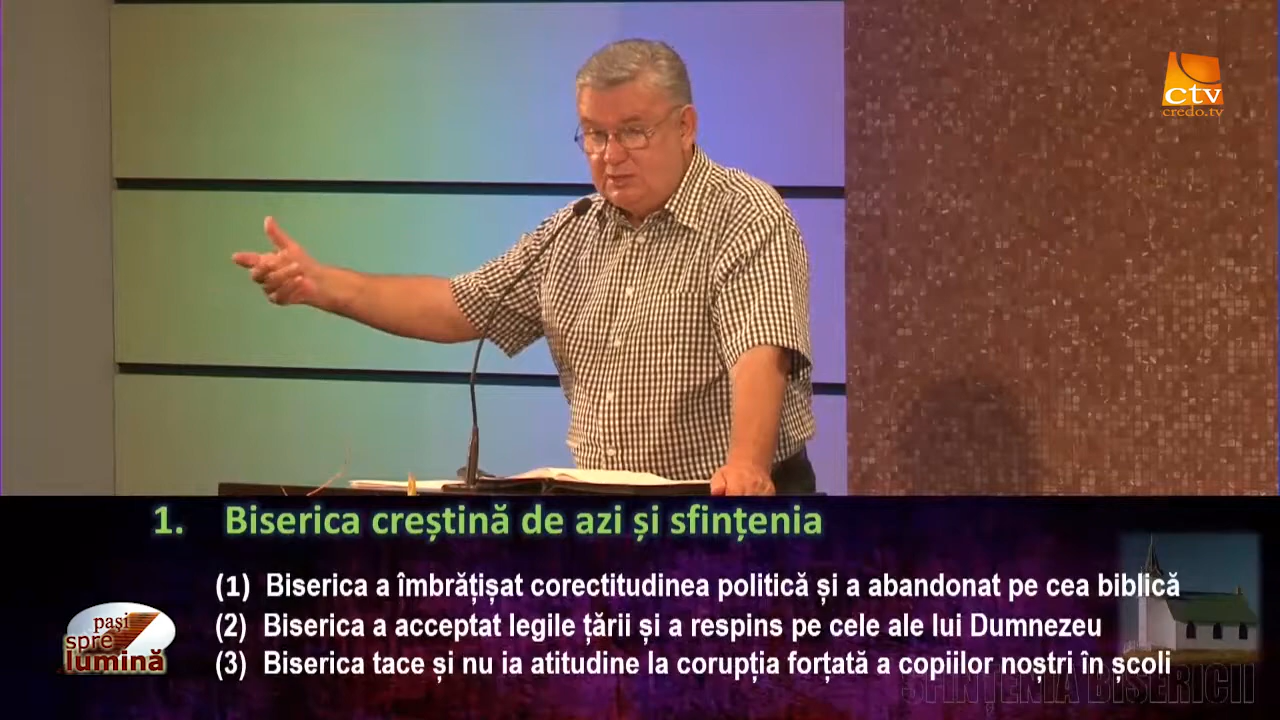 ctv
credo.tv
1. Biserica creștină de azi și sfințenia
(1) Biserica a îmbrățișat corectitudinea politică și a abandonat pe cea biblică
(2) Biserica a acceptat legile țării și a respins pe cele ale lui Dumnezeu
(3) Biserica tace și nu ia atitudine la corupția forțată a copiilor noștri în școli
pași
spre
lumină
SFINȚENIA BISERICII